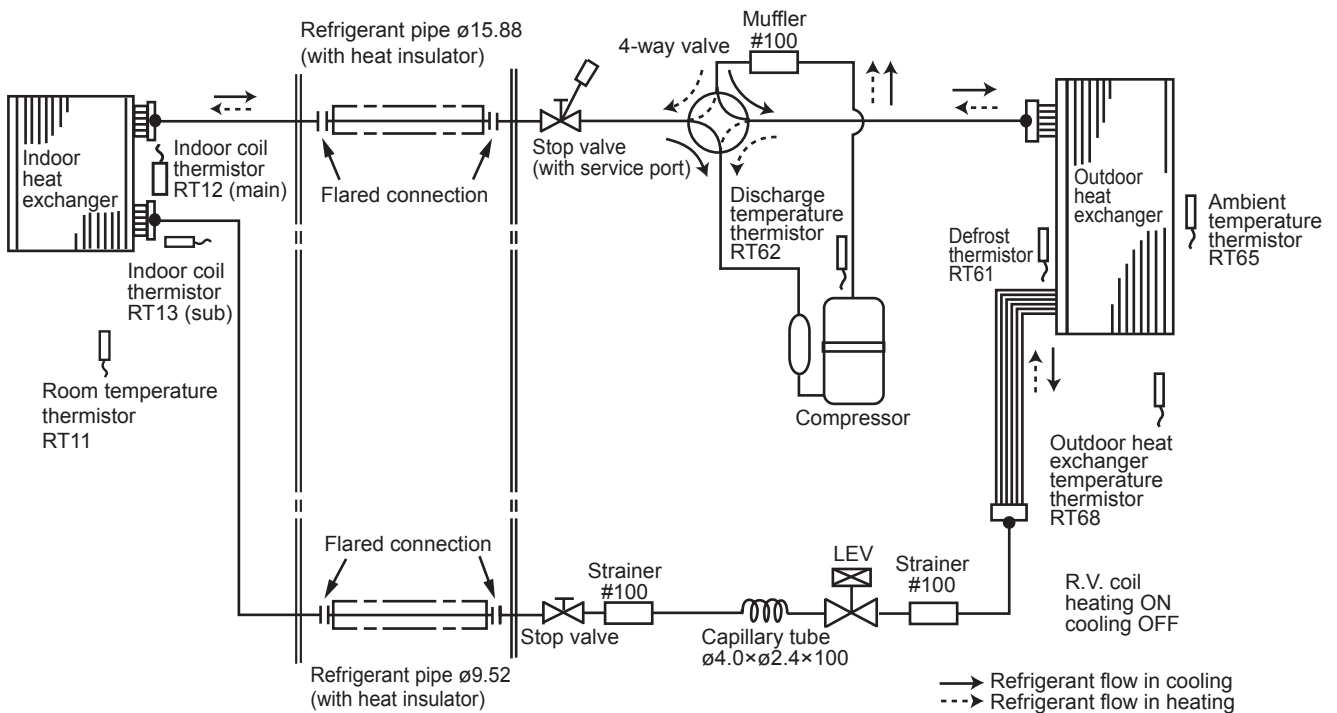 Refrigerant pipe ø15.88
(with heat insulator)
4-way valve
Muffler
#100
Indoor
heat
exchanger
Indoor coil
thermistor
RT12 (main)
Flared connection
Stop valve
(with service port)
Discharge
temperature
thermistor
RT62
Outdoor
heat
exchanger
Ambient
temperature
thermistor
RT65
Defrost
thermistor
RT61
Indoor coil
thermistor
RT13 (sub)
Room temperature
thermistor
RT11
Compressor
Outdoor heat
exchanger
temperature
thermistor
RT68
Flared connection
Strainer
#100
LEV
Strainer
#100
R.V. coil
heating ON
cooling OFF
Stop valve
Capillary tube
ø4.0×ø2.4×100
Refrigerant pipe ø9.52
(with heat insulator)
Refrigerant flow in cooling
Refrigerant flow in heating